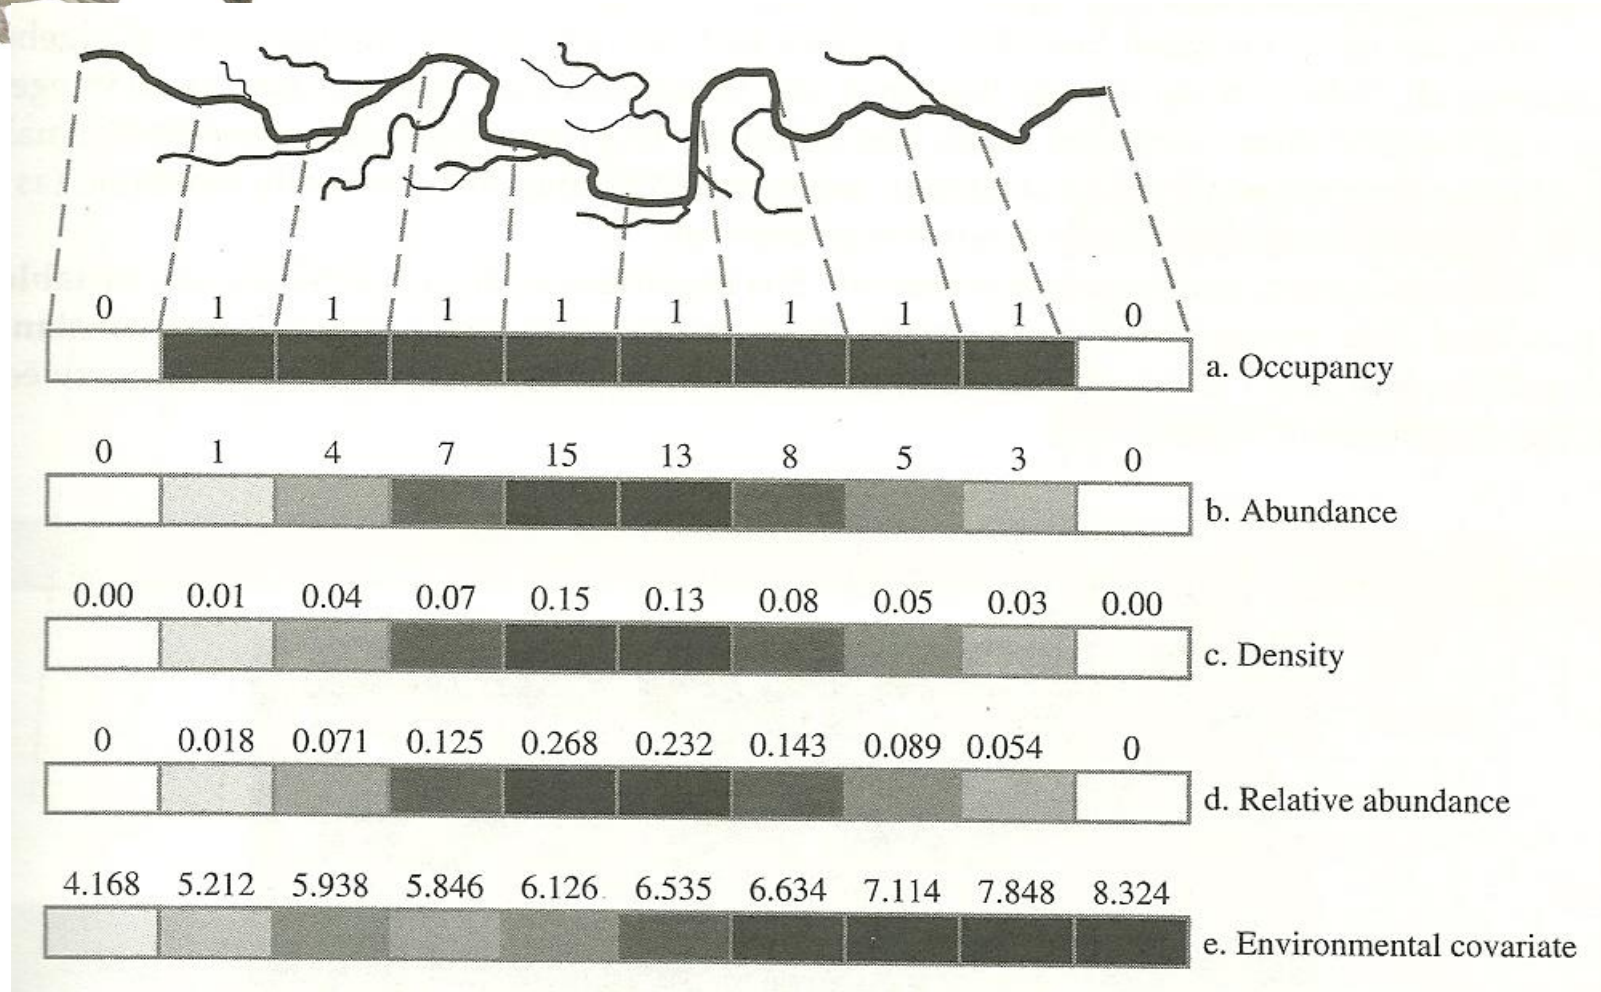 0 1 1 1 1 1 1 1 1 0
a. Occupancy
0 1 4 7 15 13 8 5 3 0
b. Abundance
0.00 0.01 0.04 0.07 0.15 0.13 0.08 0.05 0.03 0.00
c. Density
0 0.018 0.071 0.125 0.268 0.232 0.143 0.089 0.054 0
d. Relative abundance
4.168 5.212 5.938 5.846 6.126 6.535 6.634 7.114 7.848 8.324
e. Environmental covariate